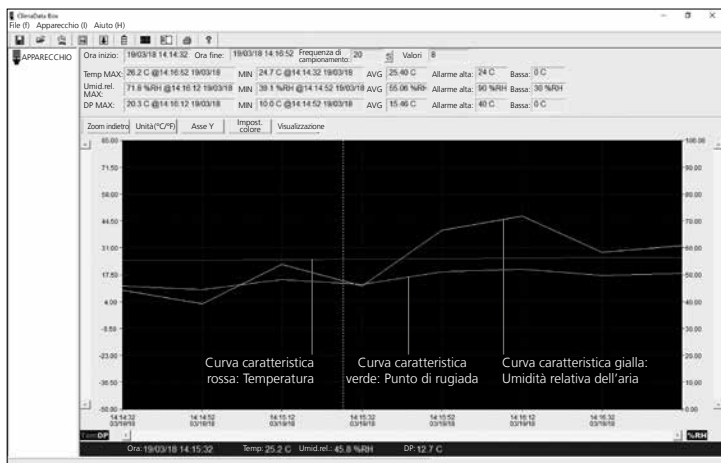 ClimaData Box
File (f) Apparecchio (I) Aiuto (H)
APPARECCHIO
Ora inizio: 19/03/18 14:14:32 Ora fine: 19/03/18 14:16:52 Frequenza di campionamento: 20 Valori 8
Temp MAX: 26.2 C @14:16:52 19/03/18 MIN 24.7 C @14:14:32 19/03/18 AVG 25.40 C Allarme alta: 24 C Bassa: 0 C
Umid.rel. MAX: 71.8 %RH @14:16:12 19/03/18 MIN 39.1 %RH @14:14:52 19/03/18 AVG 55.06 %RH Allarme alta: 90 %RH Bassa: 30 %RH
DP MAX: 20.3 C @14:16:12 19/03/18 MIN 10.0 C @14:14:52 19/03/18 AVG 15.46 C Allarme alta: 40 C Bassa: 0 C
Zoom indietro Unità(°C/°F) Asse Y Impost. colore Visualizzazione
85.00 100.00
71.50 90.00
58.00 80.00
44.50 70.00
31.00 60.00
17.50 50.00
4.00 40.00
-9.50 30.00
-23.00 20.00
-36.50 10.00
-50.00 0.00
Curva caratteristica rossa: Temperatura
Curva caratteristica verde: Punto di rugiada
Curva caratteristica gialla: Umidità relativa dell'aria
14:14:32 14:14:52 14:15:12 14:15:32 14:15:52 14:16:12 14:16:32
03/19/18 03/19/18 03/19/18 03/19/18 03/19/18 03/19/18 03/19/18
DP %RH
Ora: 19/03/18 14:15:32 Temp: 25.2 C Umid.rel.: 45.8 %RH DP: 12.7 C